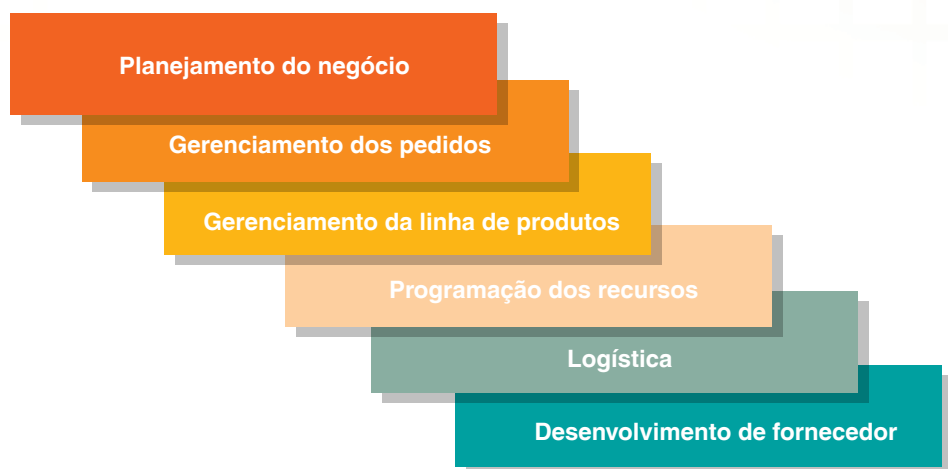 Planejamento do negócio
Gerenciamento dos pedidos
Gerenciamento da linha de produtos
Programação dos recursos
Logística
Desenvolvimento de fornecedor